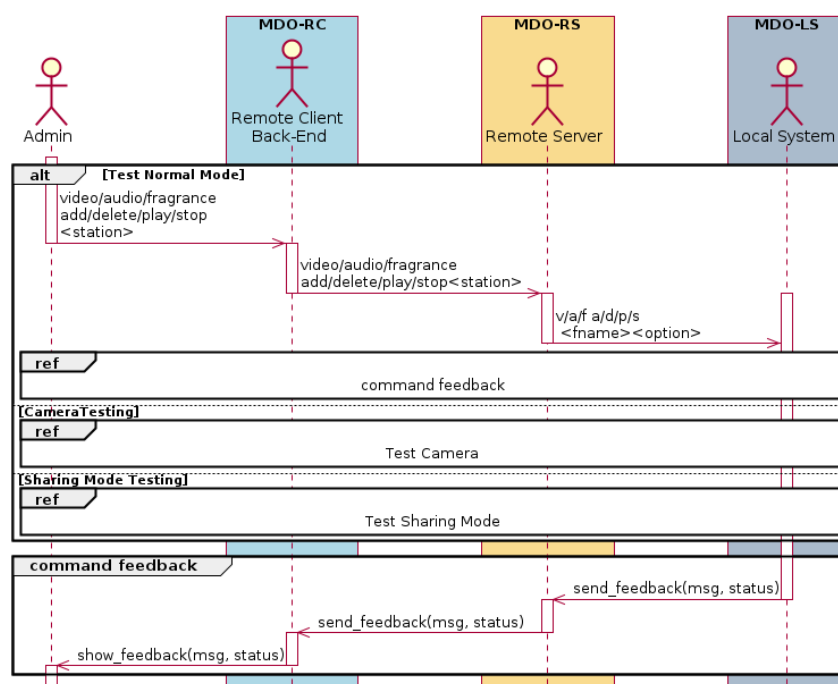 MDO-RC
MDO-RS
MDO-LS
Admin
Remote Client
Back-End
Remote Server
Local System
alt
[Test Normal Mode]
video/audio/fragrance
add/delete/play/stop
<station>
video/audio/fragrance
add/delete/play/stop<station>
v/a/f a/d/p/s
<fname><option>
ref
command feedback
[CameraTesting]
ref
Test Camera
[Sharing Mode Testing]
ref
Test Sharing Mode
command feedback
send_feedback(msg, status)
send_feedback(msg, status)
show_feedback(msg, status)